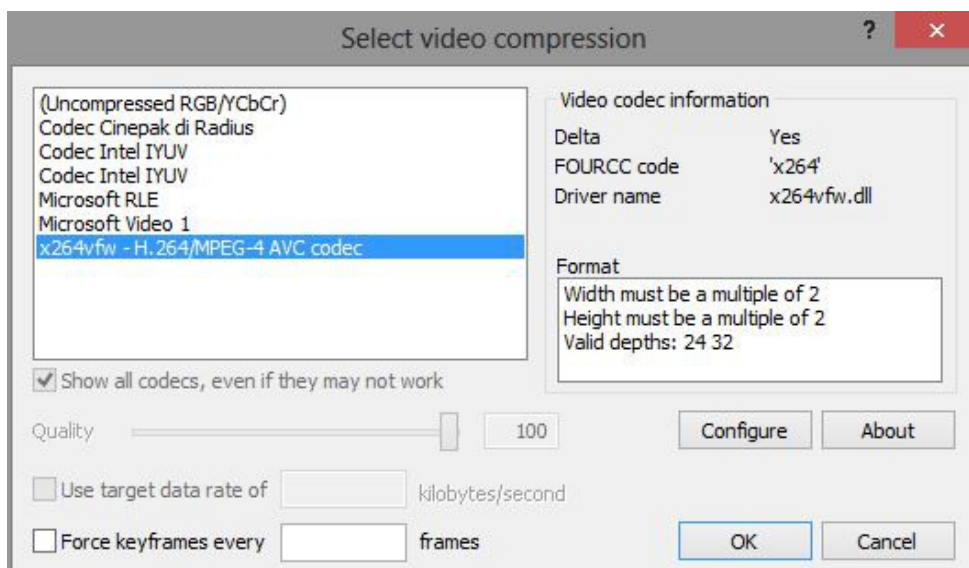 Select video compression
?
(Uncompressed RGB/YCbCr)
Codec Cinepak di Radius
Codec Intel IYUV
Codec Intel IYUV
Microsoft RLE
Microsoft Video 1
x264vfw - H.264/MPEG-4 AVC codec
Show all codecs, even if they may not work
Video codec information
Delta Yes
FOURCC code 'x264'
Driver name x264vfw.dll
Format
Width must be a multiple of 2
Height must be a multiple of 2
Valid depths: 24 32
Quality 100
Configure About
Use target data rate of kilobytes/second
Force keyframes every frames
OK Cancel